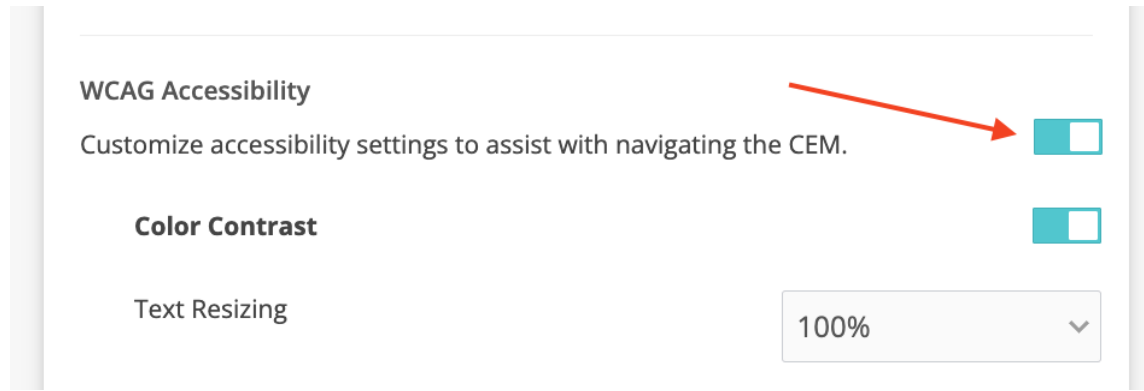 WCAG Accessibility
Customize accessibility settings to assist with navigating the CEM.
Color Contrast
Text Resizing
100%